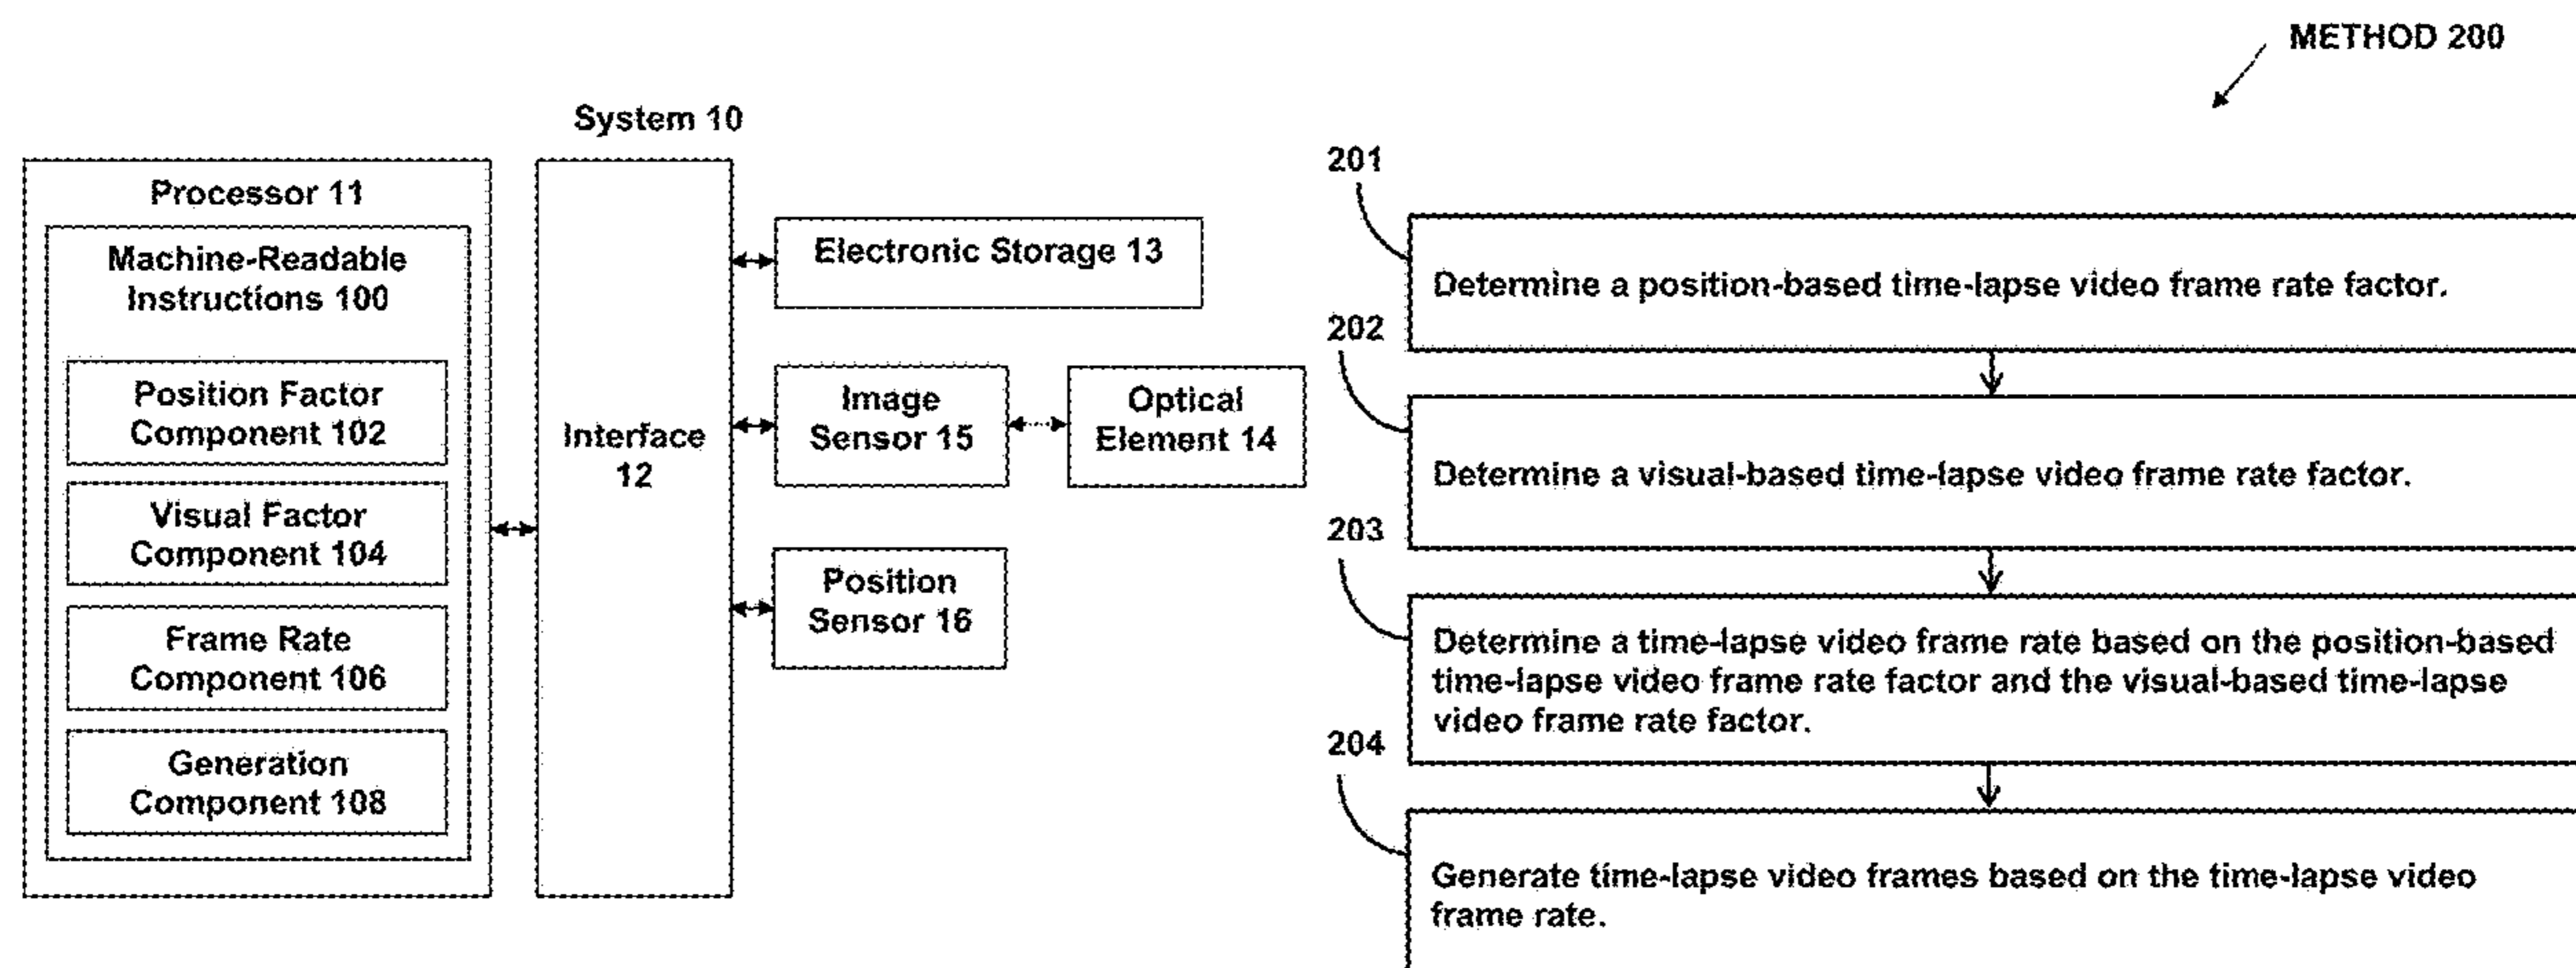 METHOD 200
System 10
Processor 11
Machine-Readable
Instructions 100
Position Factor
Component 102
Visual Factor
Component 104
Frame Rate
Component 106
Generation
Component 108
Interface
12
Electronic Storage 13
Image
Sensor 15
Optical
Element 14
Position
Sensor 16
201
Determine a position-based time-lapse video frame rate factor.
202
Determine a visual-based time-lapse video frame rate factor.
203
Determine a time-lapse video frame rate based on the position-based
time-lapse video frame rate factor and the visual-based time-lapse
video frame rate factor.
204
Generate time-lapse video frames based on the time-lapse video
frame rate.